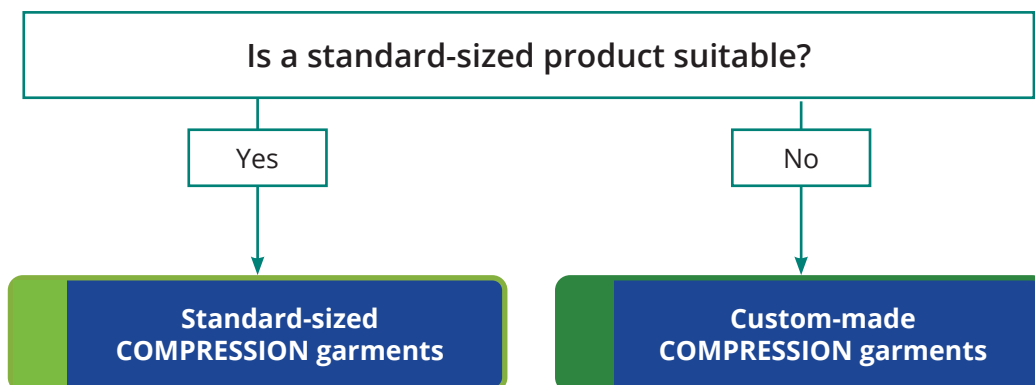 Is a standard-sized product suitable?
Yes
No
Standard-sized
COMPRESSION garments
Custom-made
COMPRESSION garments